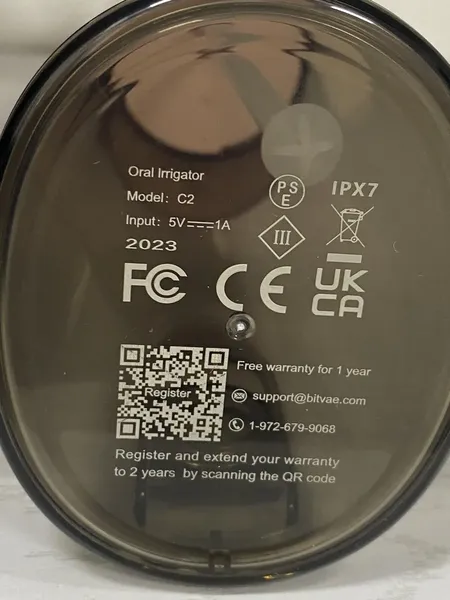 Oral Irrigator
Model: C2
Input: 5V⎓1A
2023
PSE
IPX7
III
FC
CE
UK
CA
Register
Free warranty for 1 year
support@bitvae.com
1-972-679-9068
Register and extend your warranty
to 2 years by scanning the QR code